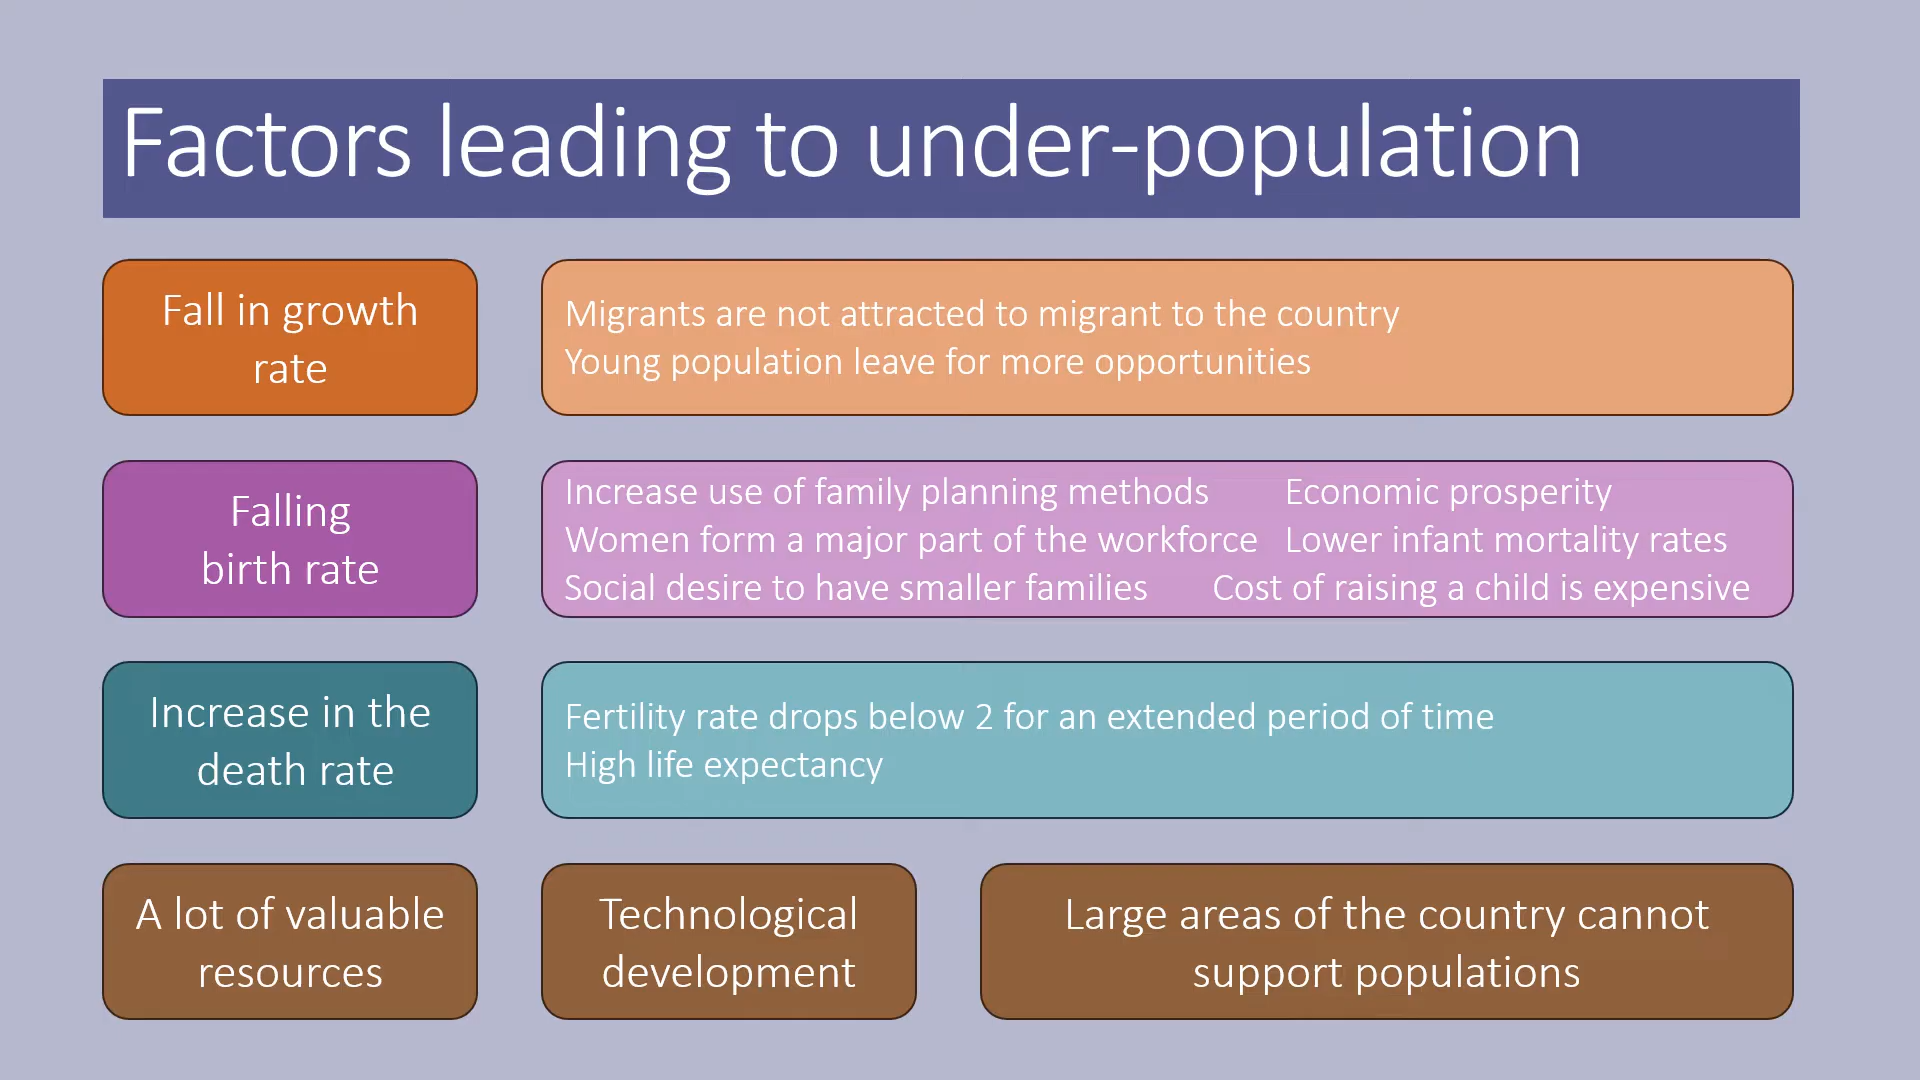 Factors leading to under-population
Fall in growth
rate
Migrants are not attracted to migrant to the country
Young population leave for more opportunities
Falling
birth rate
Increase use of family planning methods Economic prosperity
Women form a major part of the workforce Lower infant mortality rates
Social desire to have smaller families Cost of raising a child is expensive
Increase in the
death rate
Fertility rate drops below 2 for an extended period of time
High life expectancy
A lot of valuable
resources
Technological
development
Large areas of the country cannot
support populations